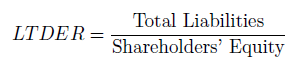 LTDER = Total Liabilities / Shareholders' Equity